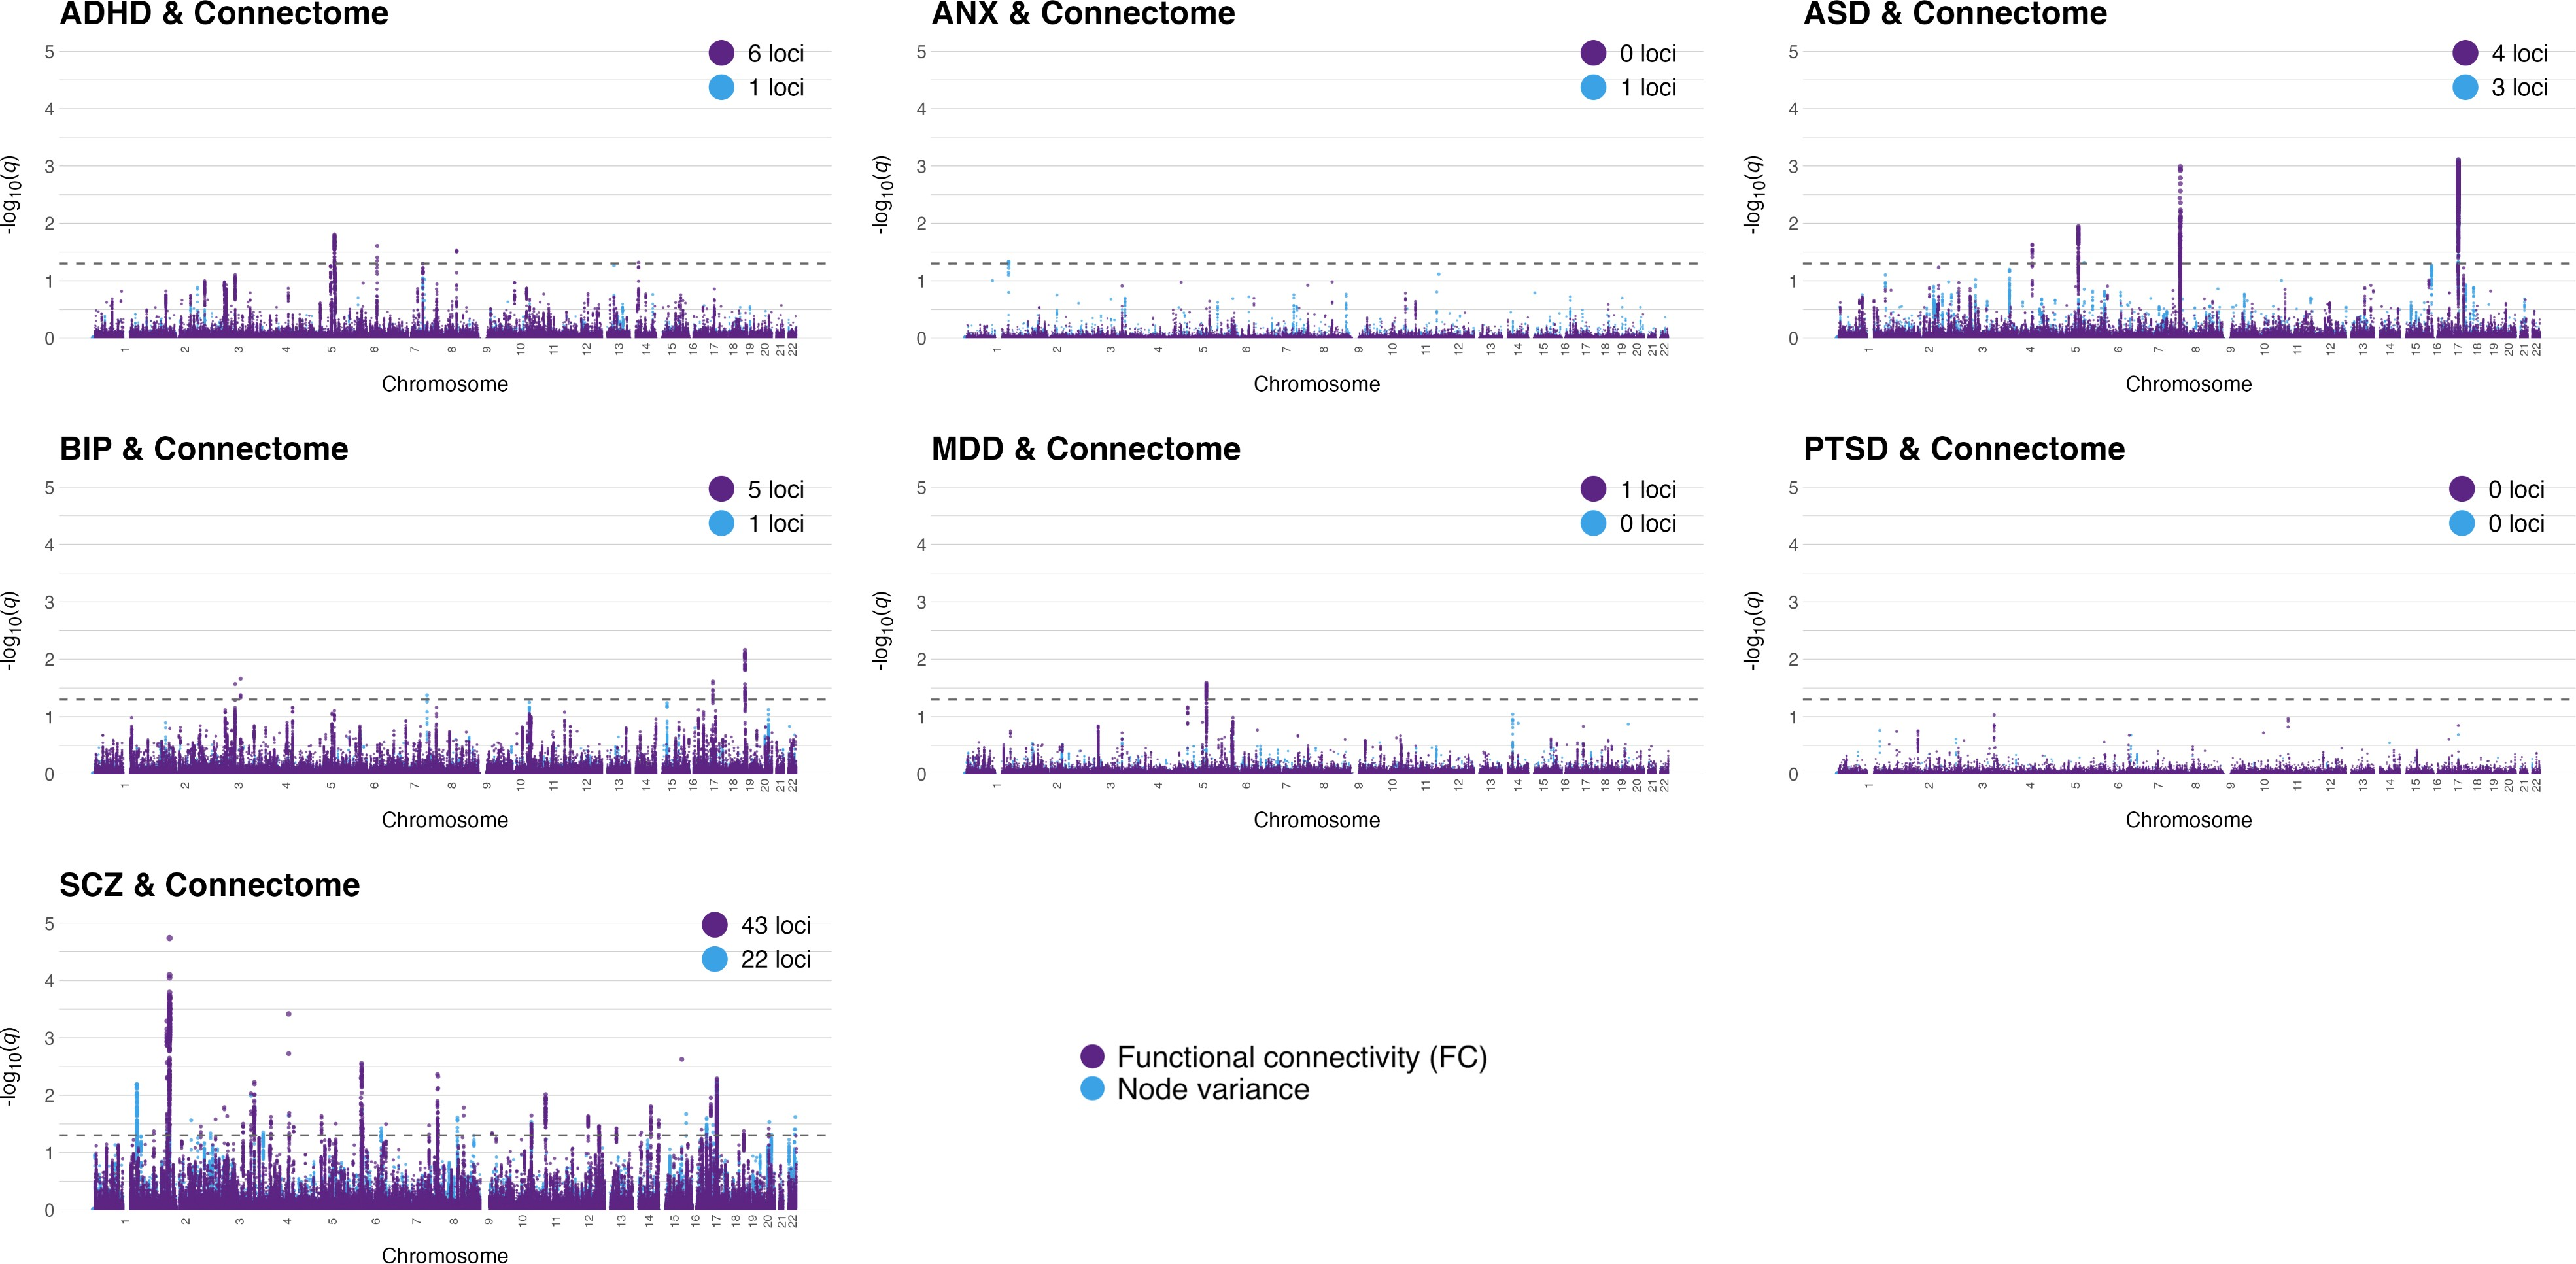 ADHD & Connectome
6 loci
1 loci
-log10(q)
5
4
3
2
1
0
1 2 3 4 5 6 7 8 9 10 11 12 13 14 15 16 17 18 19 20 21 22
Chromosome
ANX & Connectome
0 loci
1 loci
-log10(q)
5
4
3
2
1
0
1 2 3 4 5 6 7 8 9 10 11 12 13 14 15 16 17 18 19 20 21 22
Chromosome
ASD & Connectome
4 loci
3 loci
-log10(q)
5
4
3
2
1
0
1 2 3 4 5 6 7 8 9 10 11 12 13 14 15 16 17 18 19 20 21 22
Chromosome
BIP & Connectome
5 loci
1 loci
-log10(q)
5
4
3
2
1
0
1 2 3 4 5 6 7 8 9 10 11 12 13 14 15 16 17 18 19 20 21 22
Chromosome
MDD & Connectome
1 loci
0 loci
-log10(q)
5
4
3
2
1
0
1 2 3 4 5 6 7 8 9 10 11 12 13 14 15 16 17 18 19 20 21 22
Chromosome
PTSD & Connectome
0 loci
0 loci
-log10(q)
5
4
3
2
1
0
1 2 3 4 5 6 7 8 9 10 11 12 13 14 15 16 17 18 19 20 21 22
Chromosome
SCZ & Connectome
43 loci
22 loci
-log10(q)
5
4
3
2
1
0
1 2 3 4 5 6 7 8 9 10 11 12 13 14 15 16 17 18 19 20 21 22
Chromosome
Functional connectivity (FC)
Node variance